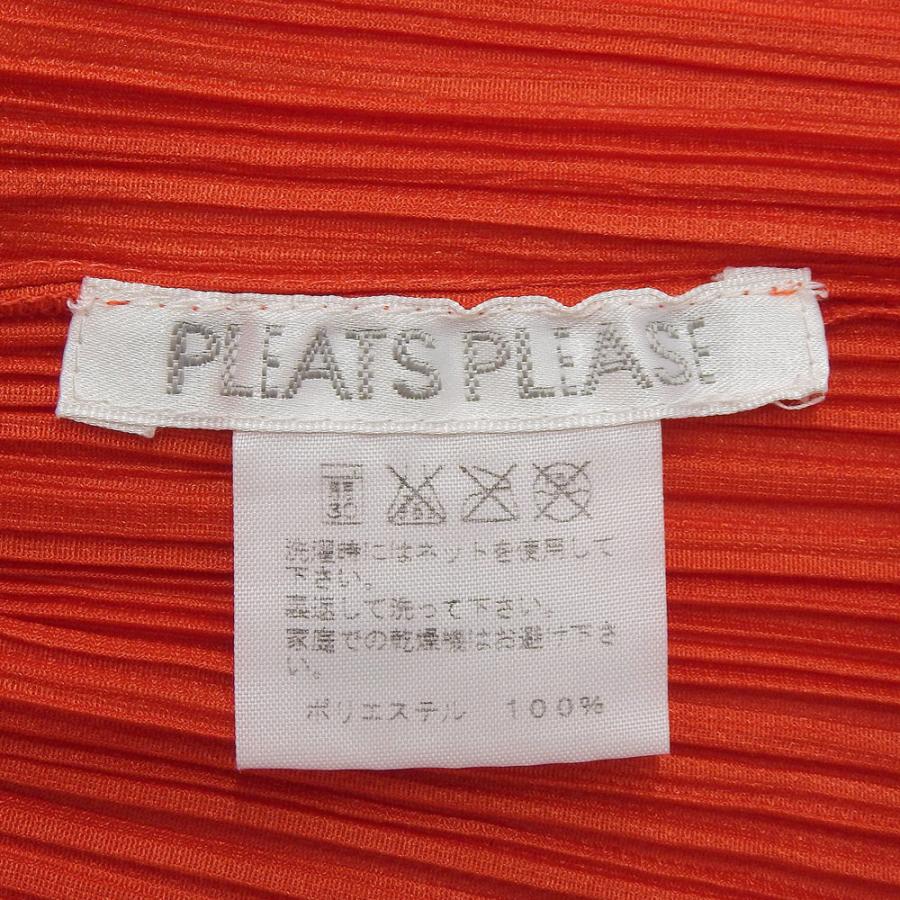 PLEATS PLEASE
洗濯時にはネットを使用して
下さい。
裏返して洗って下さい。
家庭での乾燥機はお避け下さ
い。
ポリエステル 100%